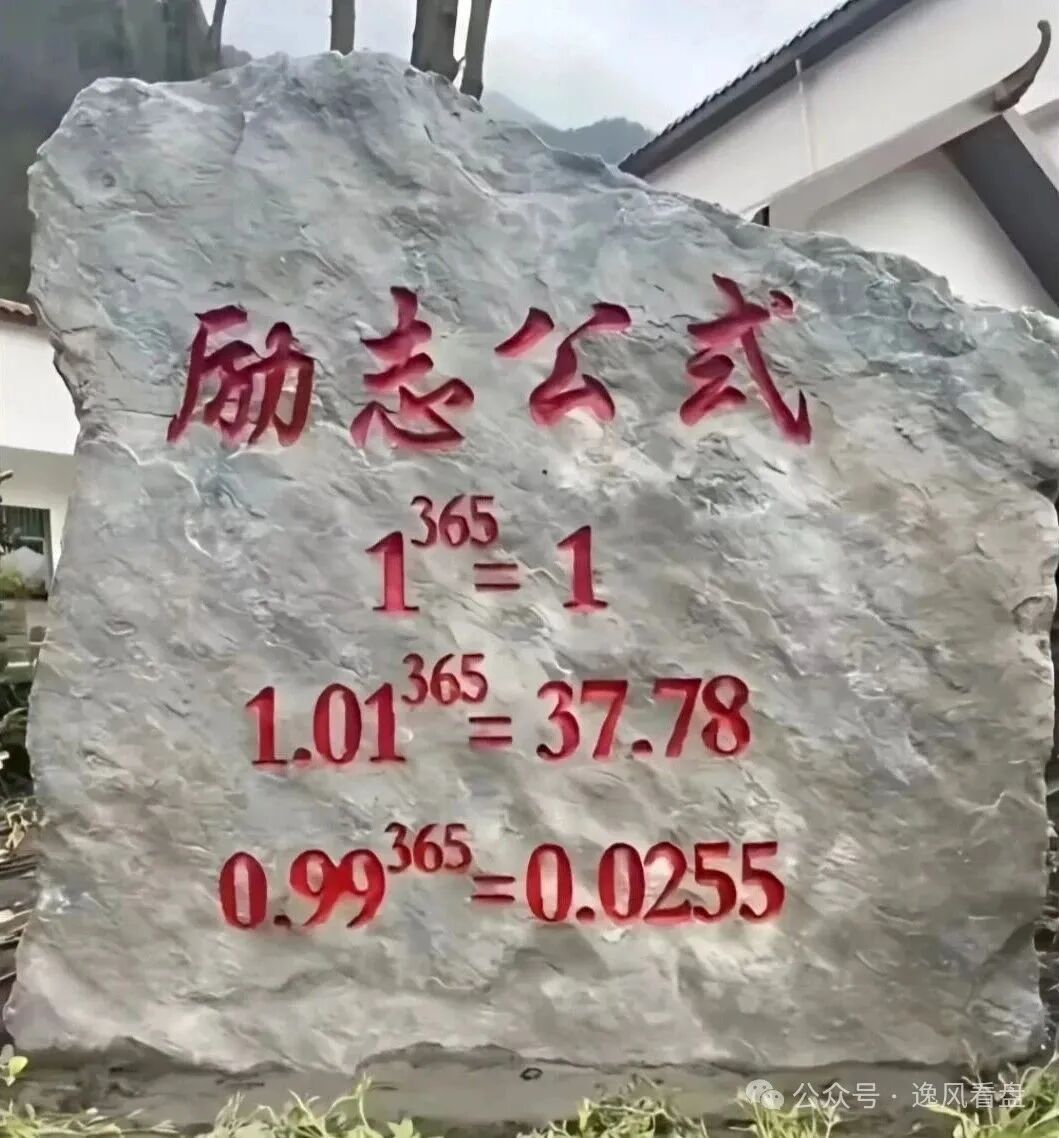 励志公式
1³⁶⁵ = 1
1.01³⁶⁵ = 37.78
0.99³⁶⁵ = 0.0255
公众号 · 逸风看盘